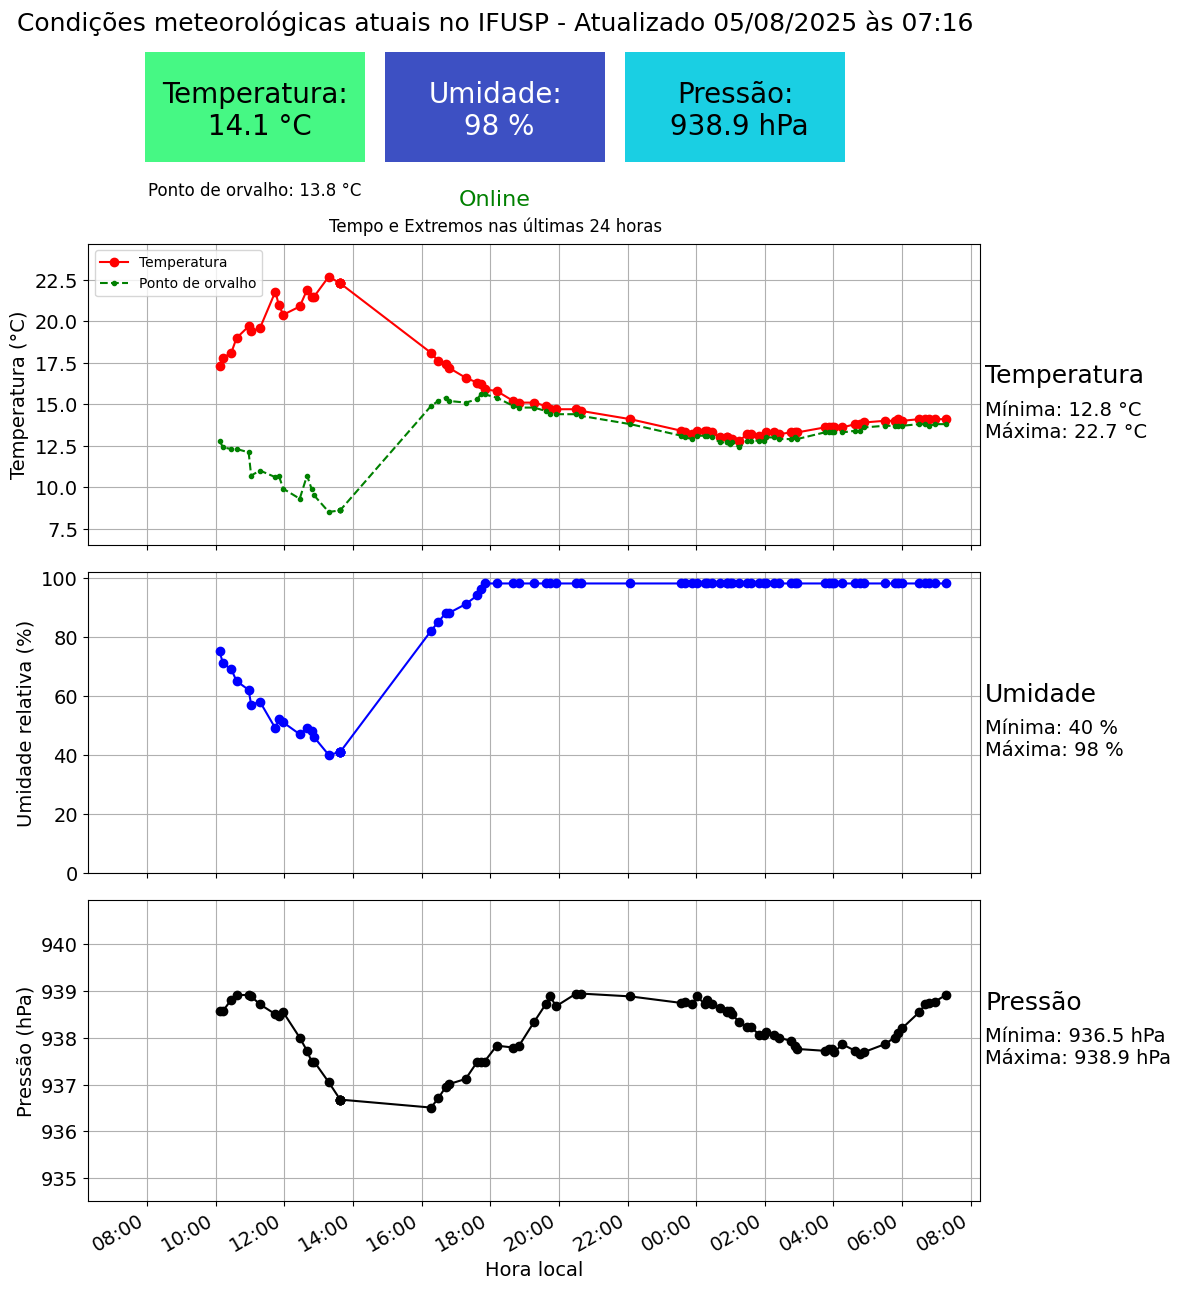 Condições meteorológicas atuais no IFUSP - Atualizado 05/08/2025 às 07:16
Temperatura:
14.1 °C
Umidade:
98 %
Pressão:
938.9 hPa
Ponto de orvalho: 13.8 °C
Online
Tempo e Extremos nas últimas 24 horas
Temperatura
Ponto de orvalho
Temperatura (°C)
22.5
20.0
17.5
15.0
12.5
10.0
7.5
Temperatura
Mínima: 12.8 °C
Máxima: 22.7 °C
Umidade relativa (%)
100
80
60
40
20
0
Umidade
Mínima: 40 %
Máxima: 98 %
Pressão (hPa)
940
939
938
937
936
935
Pressão
Mínima: 936.5 hPa
Máxima: 938.9 hPa
08:00
10:00
12:00
14:00
16:00
18:00
20:00
22:00
00:00
02:00
04:00
06:00
08:00
Hora local